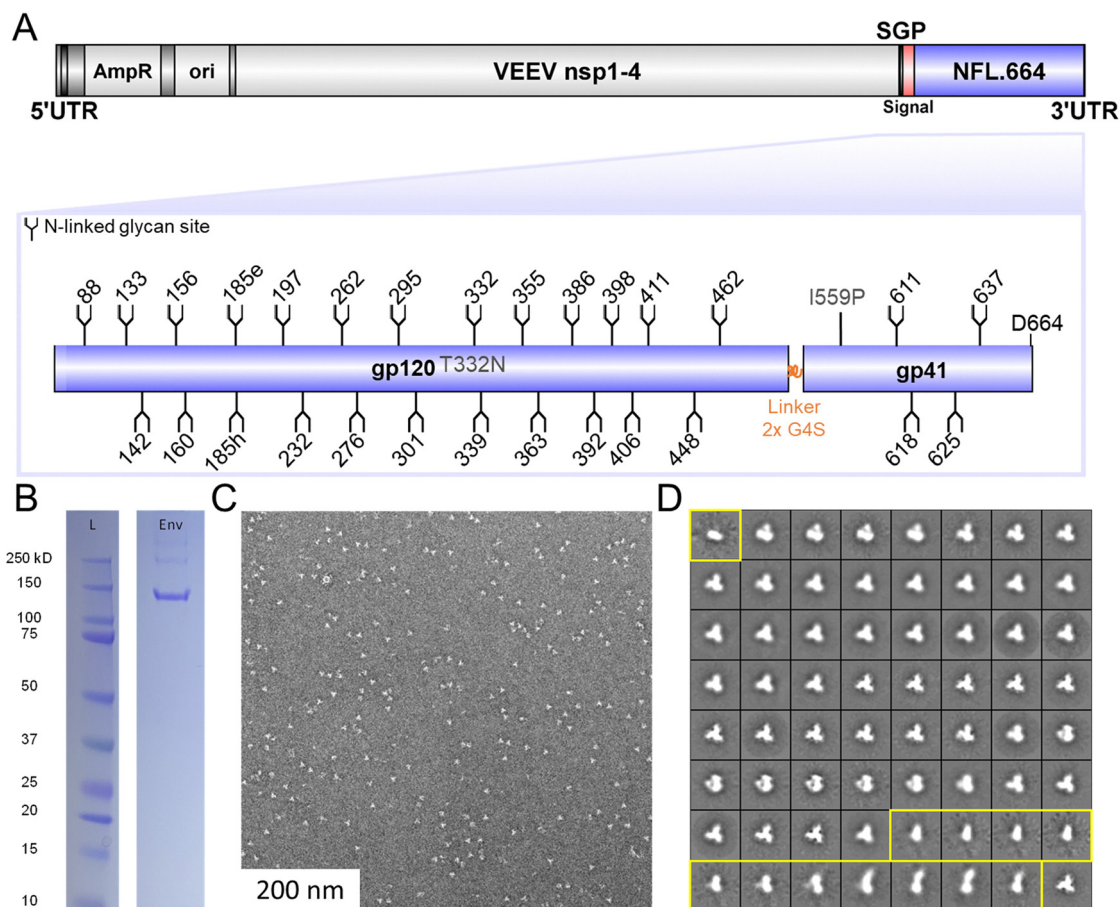 A
SGP
AmpR ori VEEV nsp1-4 NFL.664
5'UTR Signal 3'UTR
N-linked glycan site
88 133 156 185e 197 262 295 332 355 386 398 411 462 I559P 611 637
D664
gp120 T332N gp41
Linker
2x G4S
142 160 185h 232 276 301 339 363 392 406 448 618 625
B
L Env
250 kD
150
100
75
50
37
25
20
15
10
C
200 nm
D